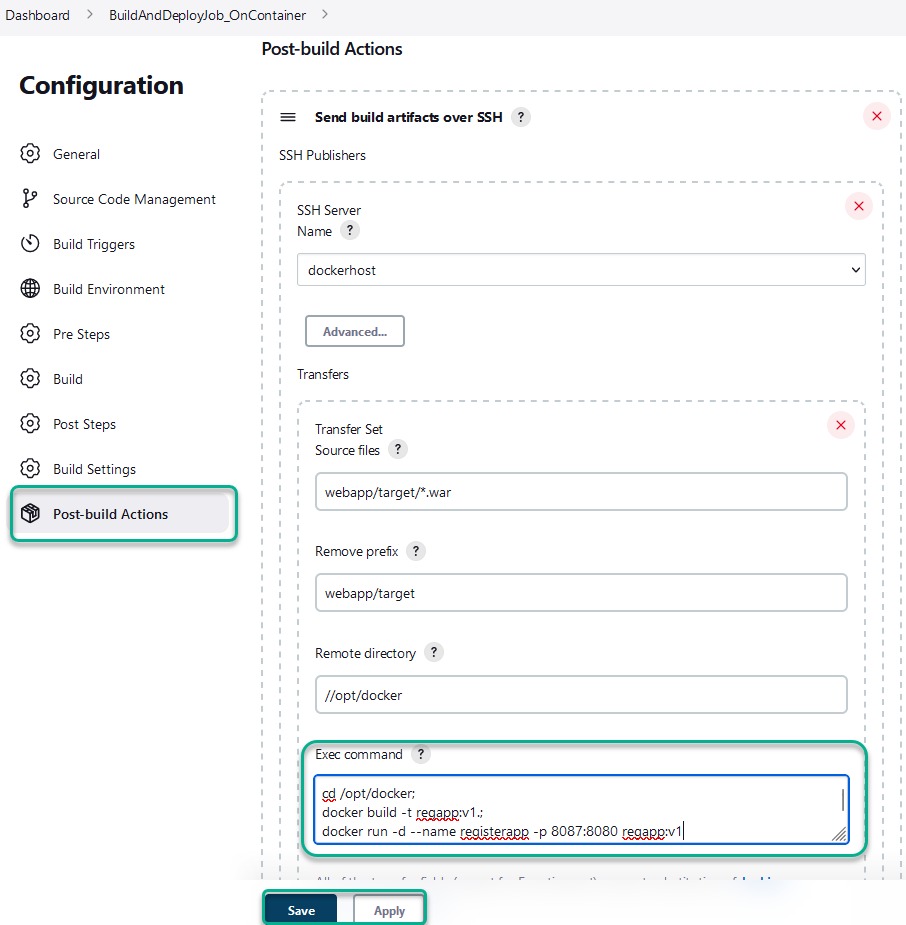 Dashboard > BuildAndDeployJob_OnContainer >
Configuration
General
Source Code Management
Build Triggers
Build Environment
Pre Steps
Build
Post Steps
Build Settings
Post-build Actions
Post-build Actions
Send build artifacts over SSH ?
SSH Publishers
SSH Server
Name ?
dockerhost
Advanced...
Transfers
Transfer Set
Source files ?
webapp/target/*.war
Remove prefix ?
webapp/target
Remote directory ?
//opt/docker
Exec command ?
cd /opt/docker;
docker build -t regapp:v1.;
docker run -d --name registerapp -p 8087:8080 regapp:v1
Save
Apply